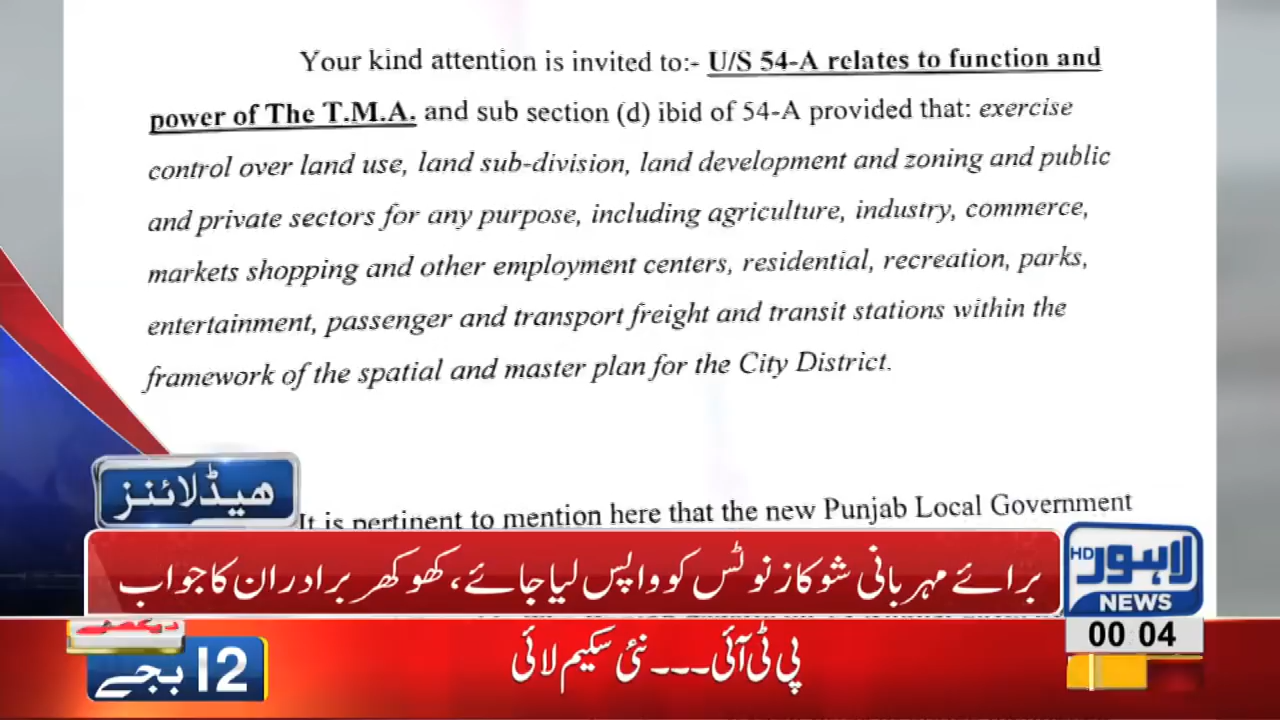 Your kind attention is invited to:- U/S 54-A relates to function and
power of The T.M.A. and sub section (d) ibid of 54-A provided that: exercise
control over land use, land sub-division, land development and zoning and public
and private sectors for any purpose, including agriculture, industry, commerce,
markets shopping and other employment centers, residential, recreation, parks,
entertainment, passenger and transport freight and transit stations within the
framework of the spatial and master plan for the City District.
ھیڈلائنز
It is pertinent to mention here that the new Punjab Local Government
برائے مہربانی شوکاز نوٹس کو واپس لیا جائے، کھوکھر برادران کا جواب
HD لاہور
NEWS
00 04
دیکھئے
12 بجے
پی ٹی آئی۔۔۔نئی سکیم لائی